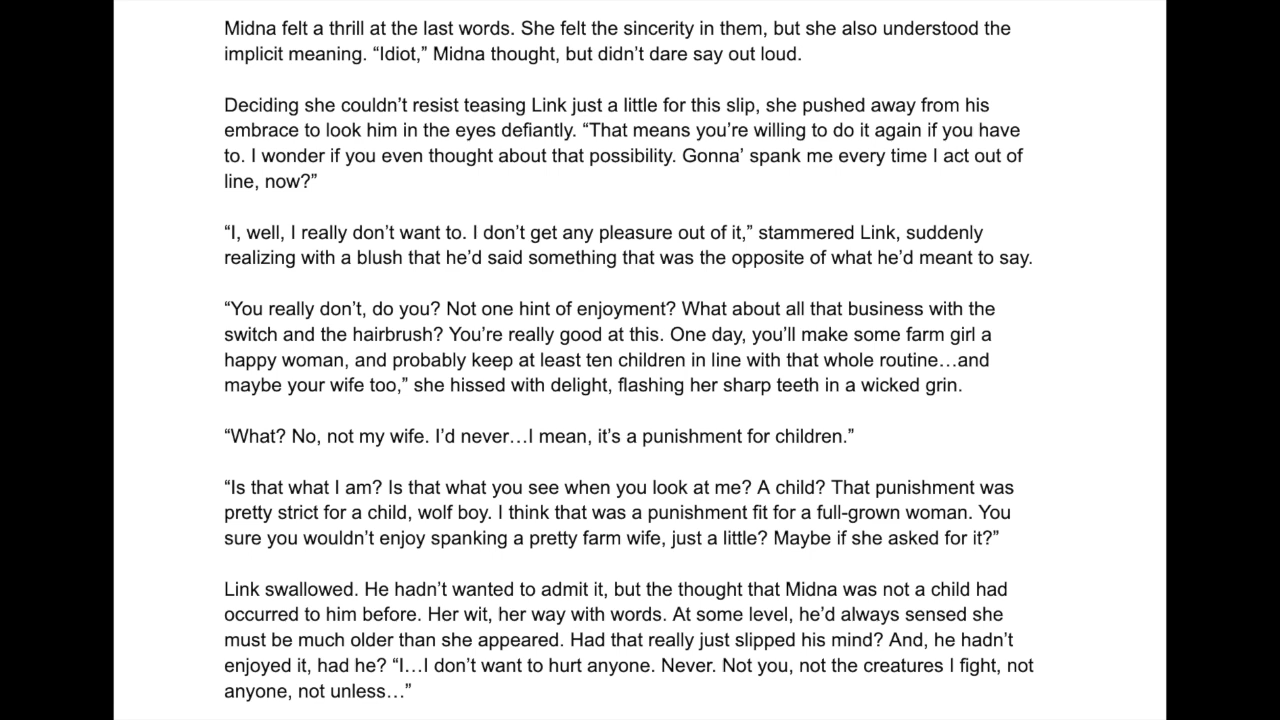 Midna felt a thrill at the last words. She felt the sincerity in them, but she also understood the
implicit meaning. “Idiot,” Midna thought, but didn’t dare say out loud.
Deciding she couldn’t resist teasing Link just a little for this slip, she pushed away from his
embrace to look him in the eyes defiantly. “That means you’re willing to do it again if you have
to. I wonder if you even thought about that possibility. Gonna’ spank me every time I act out of
line, now?”
“I, well, I really don’t want to. I don’t get any pleasure out of it,” stammered Link, suddenly
realizing with a blush that he’d said something that was the opposite of what he’d meant to say.
“You really don’t, do you? Not one hint of enjoyment? What about all that business with the
switch and the hairbrush? You’re really good at this. One day, you’ll make some farm girl a
happy woman, and probably keep at least ten children in line with that whole routine…and
maybe your wife too,” she hissed with delight, flashing her sharp teeth in a wicked grin.
“What? No, not my wife. I’d never…I mean, it’s a punishment for children.”
“Is that what I am? Is that what you see when you look at me? A child? That punishment was
pretty strict for a child, wolf boy. I think that was a punishment fit for a full-grown woman. You
sure you wouldn’t enjoy spanking a pretty farm wife, just a little? Maybe if she asked for it?”
Link swallowed. He hadn’t wanted to admit it, but the thought that Midna was not a child had
occurred to him before. Her wit, her way with words. At some level, he’d always sensed she
must be much older than she appeared. Had that really just slipped his mind? And, he hadn’t
enjoyed it, had he? “I…I don’t want to hurt anyone. Never. Not you, not the creatures I fight, not
anyone, not unless…”